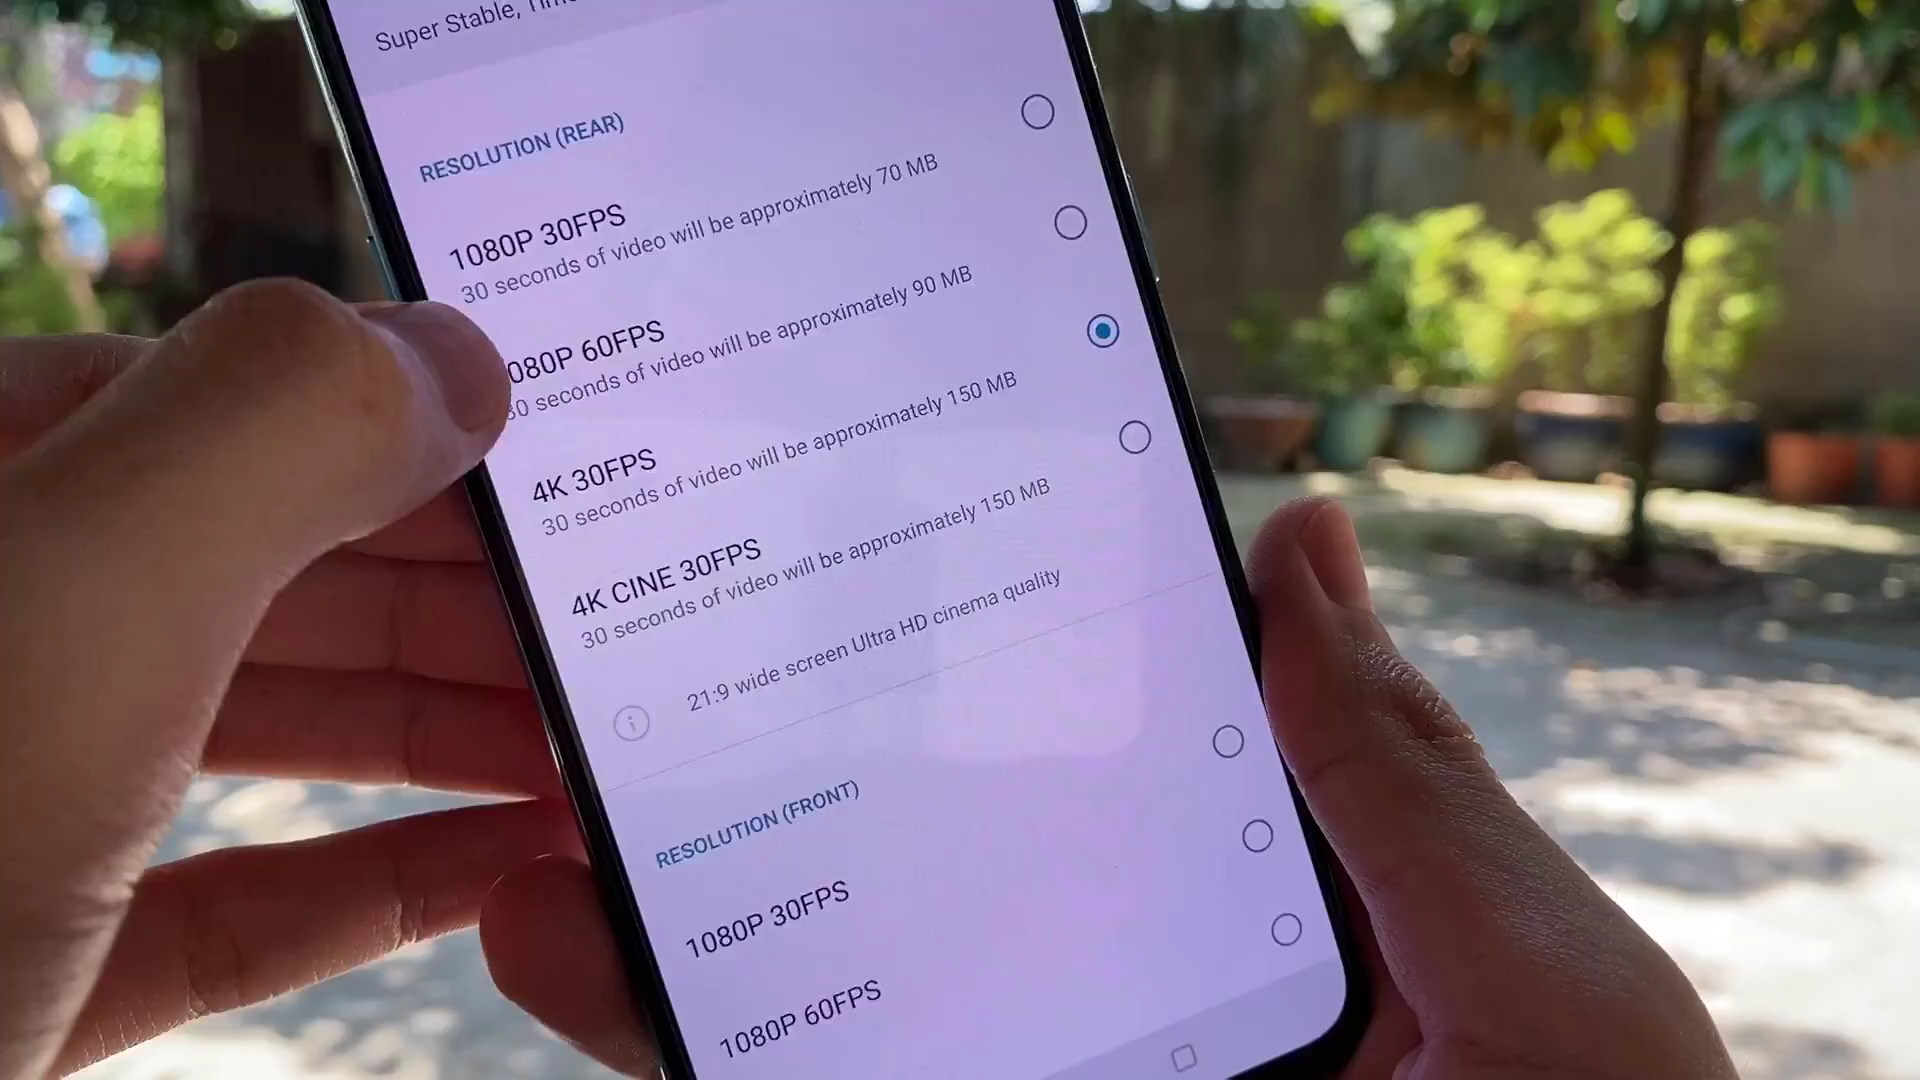 Super Stable,
RESOLUTION (REAR)
1080P 30FPS
30 seconds of video will be approximately 70 MB
080P 60FPS
30 seconds of video will be approximately 90 MB
4K 30FPS
30 seconds of video will be approximately 150 MB
4K CINE 30FPS
30 seconds of video will be approximately 150 MB
21:9 wide screen Ultra HD cinema quality
RESOLUTION (FRONT)
1080P 30FPS
1080P 60FPS